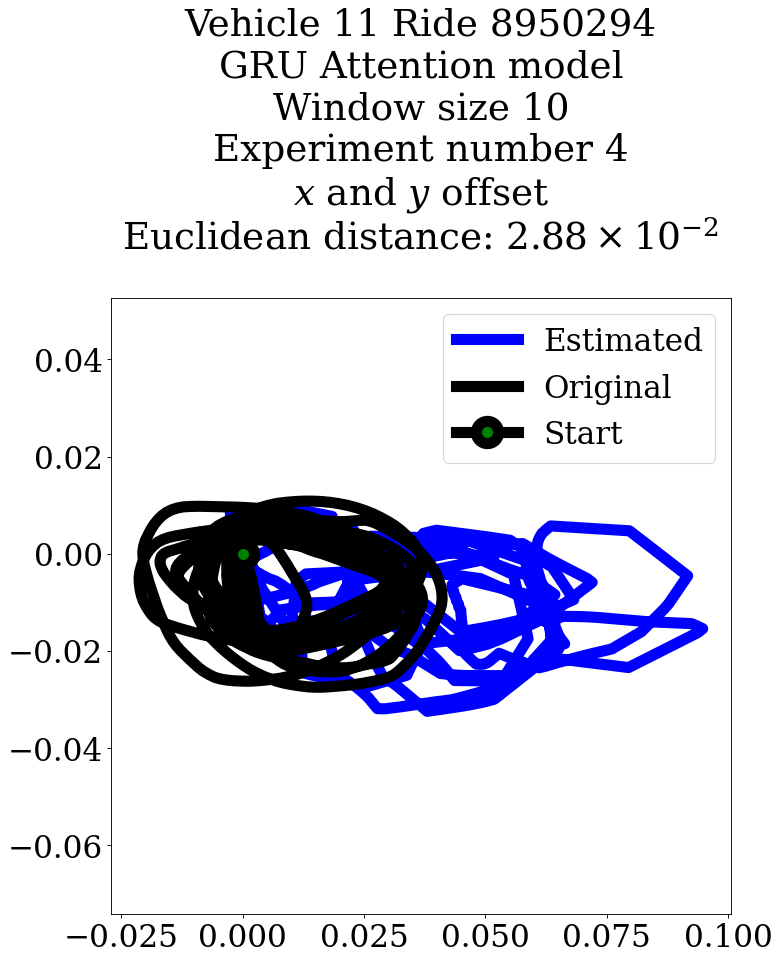 Vehicle 11 Ride 8950294
GRU Attention model
Window size 10
Experiment number 4
x and y offset
Euclidean distance: 2.88 × 10⁻²
Estimated
Original
Start
0.04
0.02
0.00
−0.02
−0.04
−0.06
−0.025 0.000 0.025 0.050 0.075 0.100